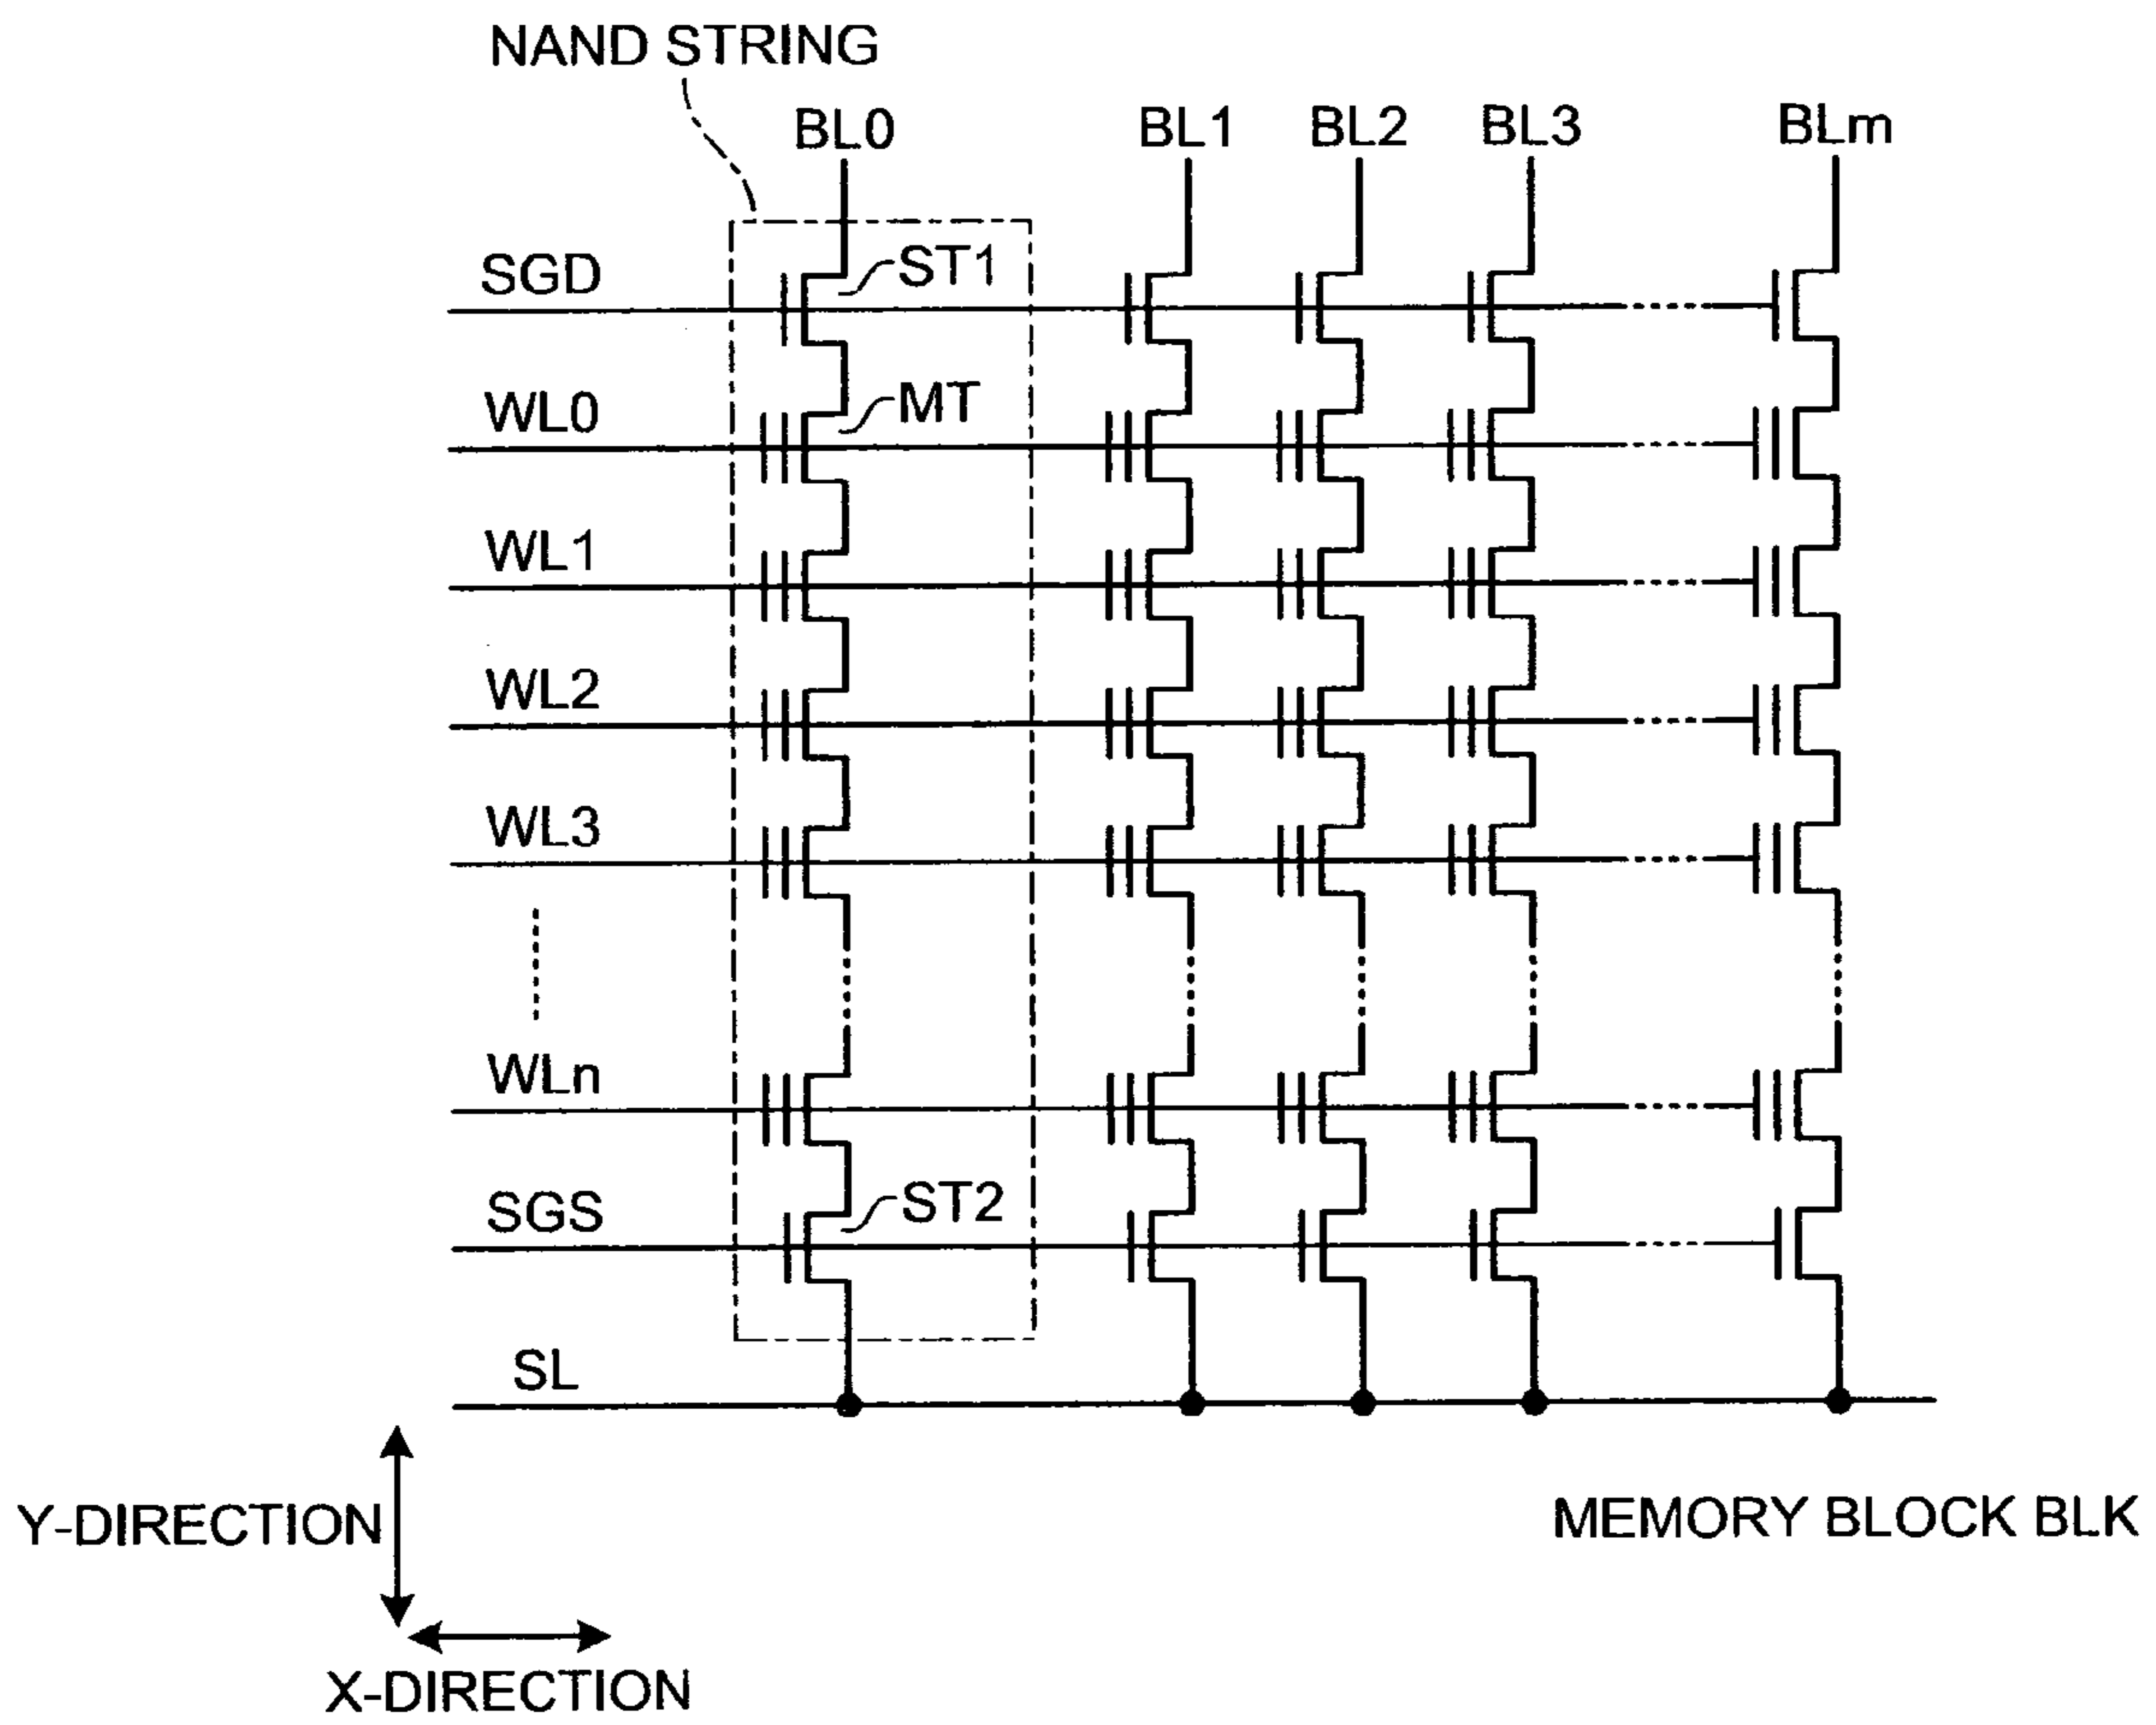 NAND STRING
BL0
BL1
BL2
BL3
BLm
SGD
ST1
WL0
MT
WL1
WL2
WL3
WLn
SGS
ST2
SL
Y-DIRECTION
MEMORY BLOCK BLK
X-DIRECTION